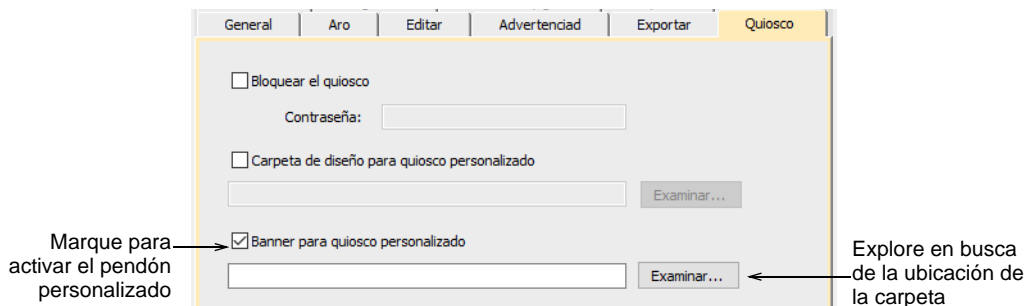 General Aro Editar Advertenciad Exportar Quiosco
Bloquear el quiosco
Contraseña:
Carpeta de diseño para quiosco personalizado
Examinar...
Marque para
activar el pendón
personalizado
Banner para quiosco personalizado
Examinar...
Explore en busca
de la ubicación de
la carpeta